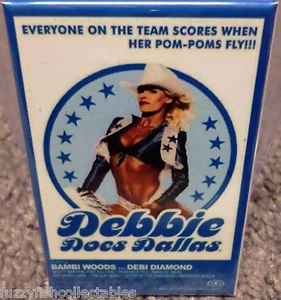 EVERYONE ON THE TEAM SCORES WHEN
HER POM-POMS FLY!!!
Debbie
Does Dallas
BAMBI WOODS
DEBI DIAMOND
fuzzyfishcollectables